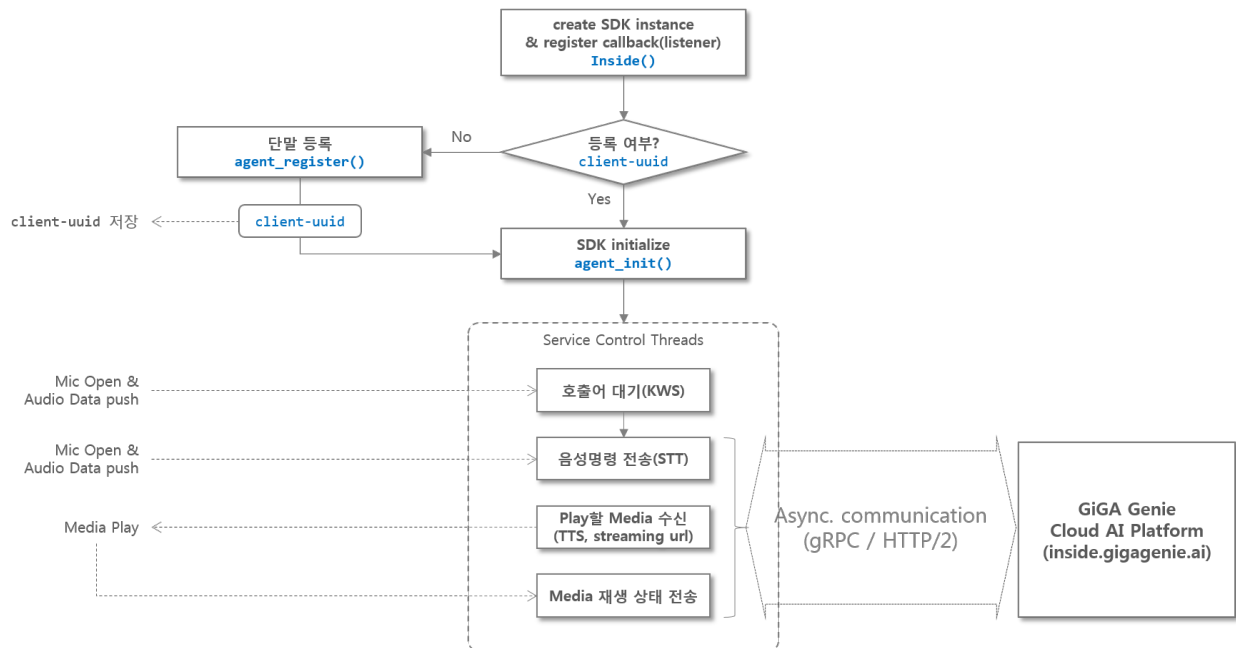 create SDK instance
& register callback(listener)
Inside()
단말 등록
agent_register()
No
등록 여부?
client-uuid
Yes
client-uuid 저장
client-uuid
SDK initialize
agent_init()
Service Control Threads
Mic Open &
Audio Data push
호출어 대기(KWS)
Mic Open &
Audio Data push
음성명령 전송(STT)
Media Play
Play할 Media 수신
(TTS, streaming url)
Media 재생 상태 전송
Async. communication
(gRPC / HTTP/2)
GiGA Genie
Cloud AI Platform
(inside.gigagenie.ai)